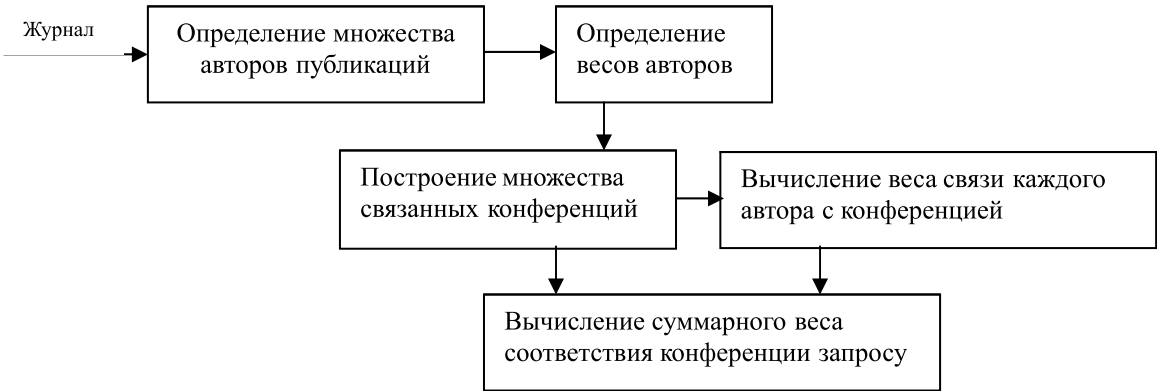 Журнал
Определение множества
авторов публикаций
Определение
весов авторов
Построение множества
связанных конференций
Вычисление веса связи каждого
автора с конференцией
Вычисление суммарного веса
соответствия конференции запросу